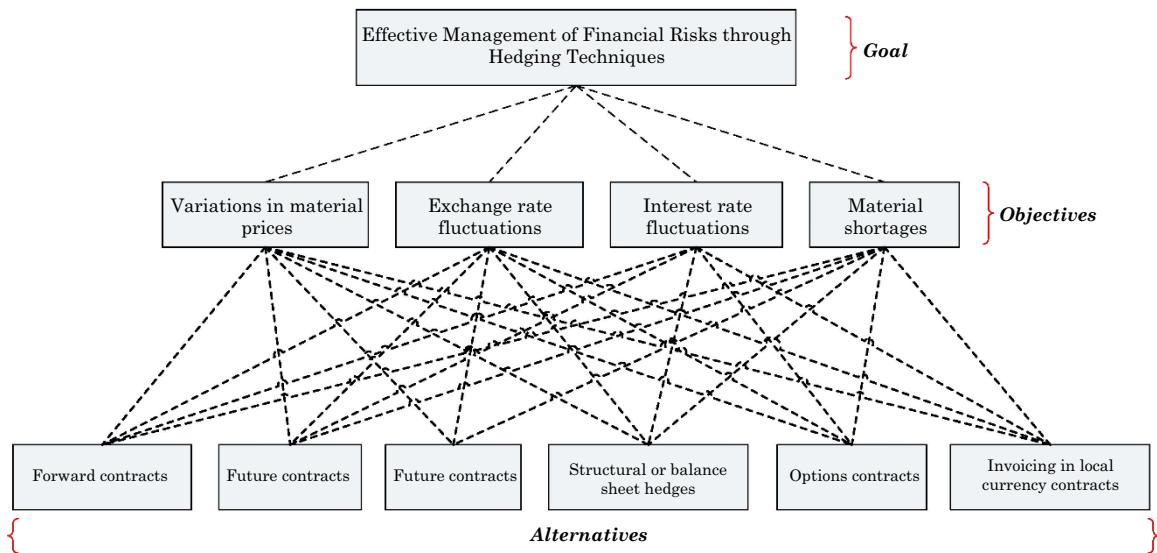 Effective Management of Financial Risks through
Hedging Techniques
Goal
Variations in material
prices
Exchange rate
fluctuations
Interest rate
fluctuations
Material
shortages
Objectives
Forward contracts
Future contracts
Future contracts
Structural or balance
sheet hedges
Options contracts
Invoicing in local
currency contracts
Alternatives